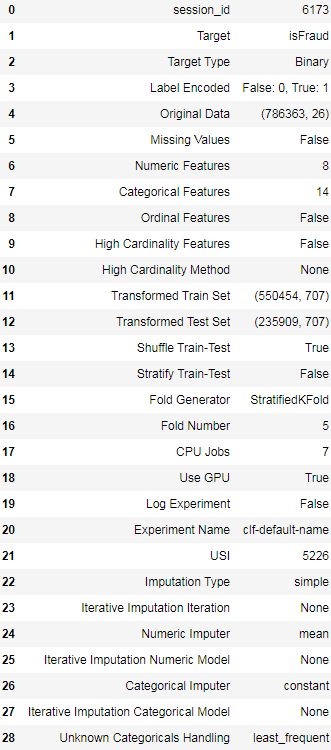 0 session_id 6173
1 Target isFraud
2 Target Type Binary
3 Label Encoded False: 0, True: 1
4 Original Data (786363, 26)
5 Missing Values False
6 Numeric Features 8
7 Categorical Features 14
8 Ordinal Features False
9 High Cardinality Features False
10 High Cardinality Method None
11 Transformed Train Set (550454, 707)
12 Transformed Test Set (235909, 707)
13 Shuffle Train-Test True
14 Stratify Train-Test False
15 Fold Generator StratifiedKFold
16 Fold Number 5
17 CPU Jobs 7
18 Use GPU True
19 Log Experiment False
20 Experiment Name clf-default-name
21 USI 5226
22 Imputation Type simple
23 Iterative Imputation Iteration None
24 Numeric Imputer mean
25 Iterative Imputation Numeric Model None
26 Categorical Imputer constant
27 Iterative Imputation Categorical Model None
28 Unknown Categoricals Handling least_frequent